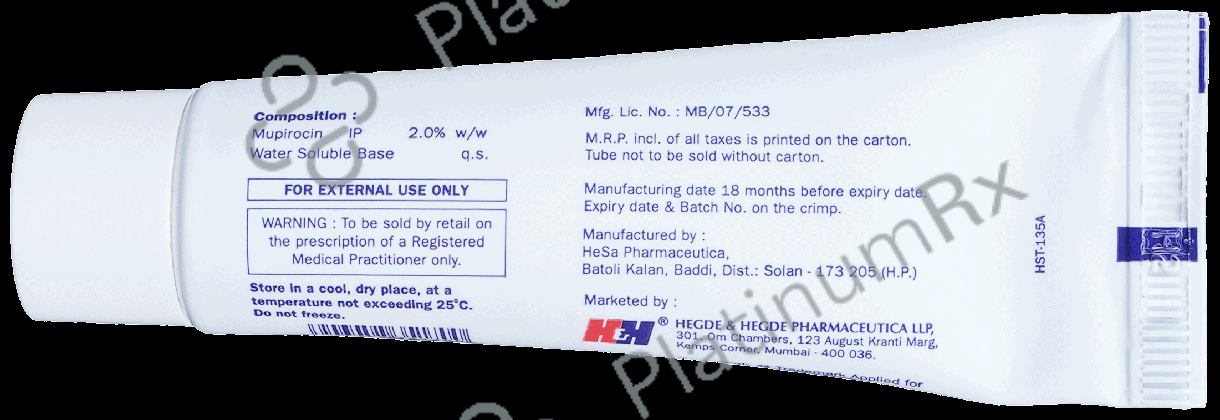 Composition :
Mupirocin IP 2.0% w/w
Water Soluble Base q.s.
FOR EXTERNAL USE ONLY
WARNING : To be sold by retail on
the prescription of a Registered
Medical Practitioner only.
Store in a cool, dry place, at a
temperature not exceeding 25°C.
Do not freeze.
Mfg. Lic. No. : MB/07/533
M.R.P. incl. of all taxes is printed on the carton.
Tube not to be sold without carton.
Manufacturing date 18 months before expiry date.
Expiry date & Batch No. on the crimp.
Manufactured by :
HeSa Pharmaceutica,
Batoli Kalan, Baddi, Dist.: Solan - 173 205 (H.P.)
Marketed by :
H&H ® HEGDE & HEGDE PHARMACEUTICA LLP,
301, Om Chambers, 123 August Kranti Marg,
Kemps Corner, Mumbai - 400 036.
Trademark Applied for
HST-135A
PlatinumRx
PlatinumRx